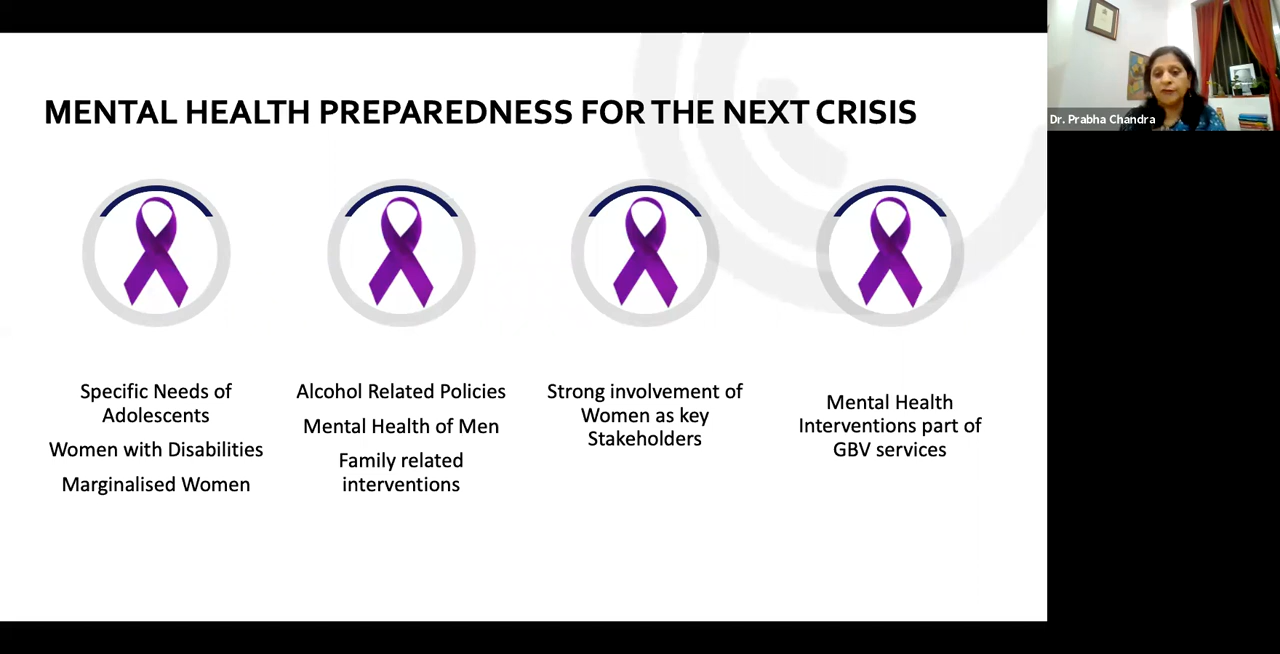 MENTAL HEALTH PREPAREDNESS FOR THE NEXT CRISIS
Specific Needs of
Adolescents
Women with Disabilities
Marginalised Women
Alcohol Related Policies
Mental Health of Men
Family related
interventions
Strong involvement of
Women as key
Stakeholders
Mental Health
Interventions part of
GBV services
Dr. Prabha Chandra